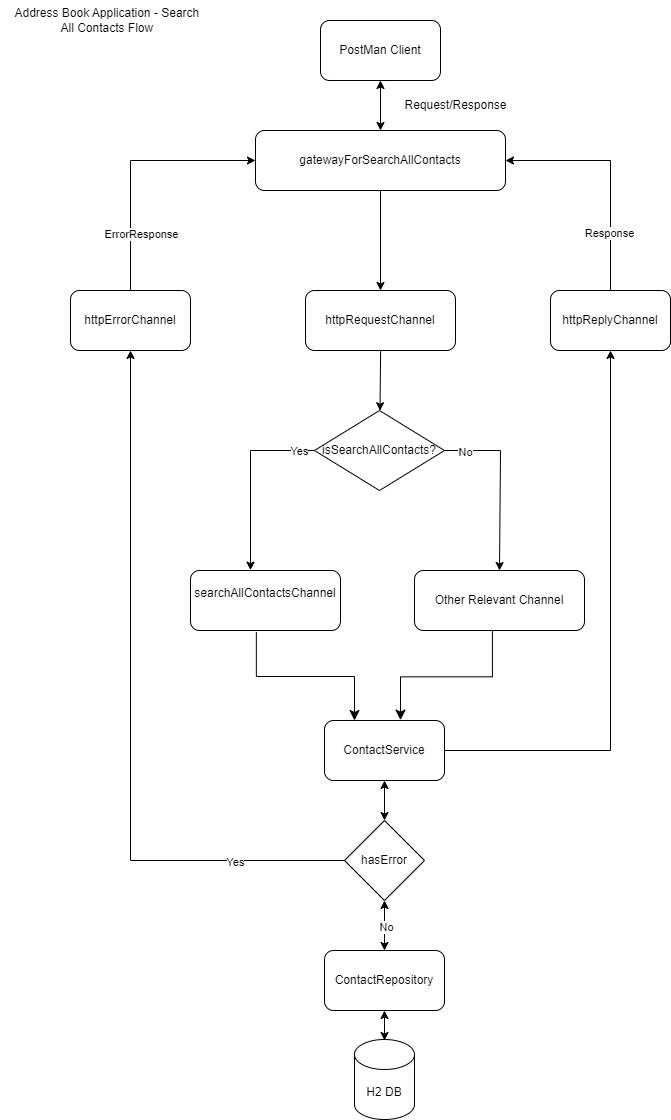 Address Book Application - Search
All Contacts Flow
PostMan Client
Request/Response
gatewayForSearchAllContacts
ErrorResponse
Response
httpErrorChannel
httpRequestChannel
httpReplyChannel
Yes
isSearchAllContacts?
No
searchAllContactsChannel
Other Relevant Channel
ContactService
Yes
hasError
No
ContactRepository
H2 DB